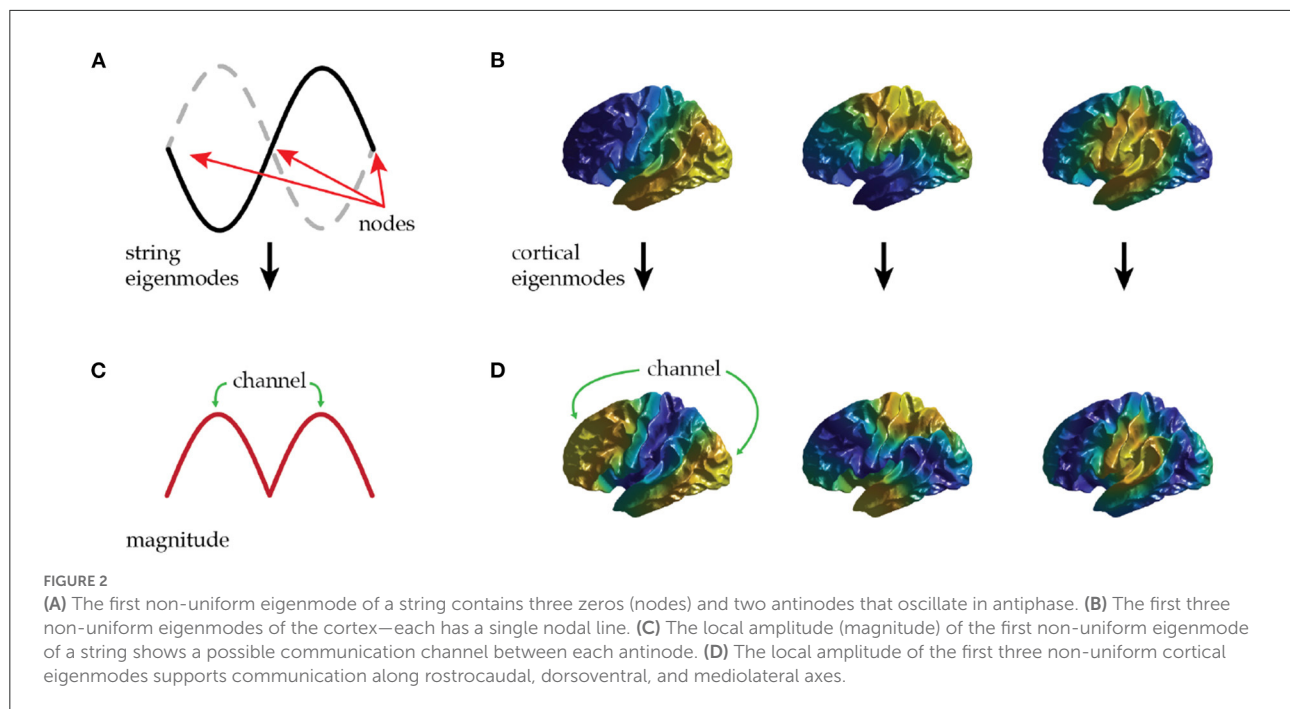 A
B
nodes
string
eigenmodes
cortical
eigenmodes
C
channel
D
channel
magnitude
FIGURE 2
(A) The first non-uniform eigenmode of a string contains three zeros (nodes) and two antinodes that oscillate in antiphase. (B) The first three
non-uniform eigenmodes of the cortex—each has a single nodal line. (C) The local amplitude (magnitude) of the first non-uniform eigenmode
of a string shows a possible communication channel between each antinode. (D) The local amplitude of the first three non-uniform cortical
eigenmodes supports communication along rostrocaudal, dorsoventral, and mediolateral axes.